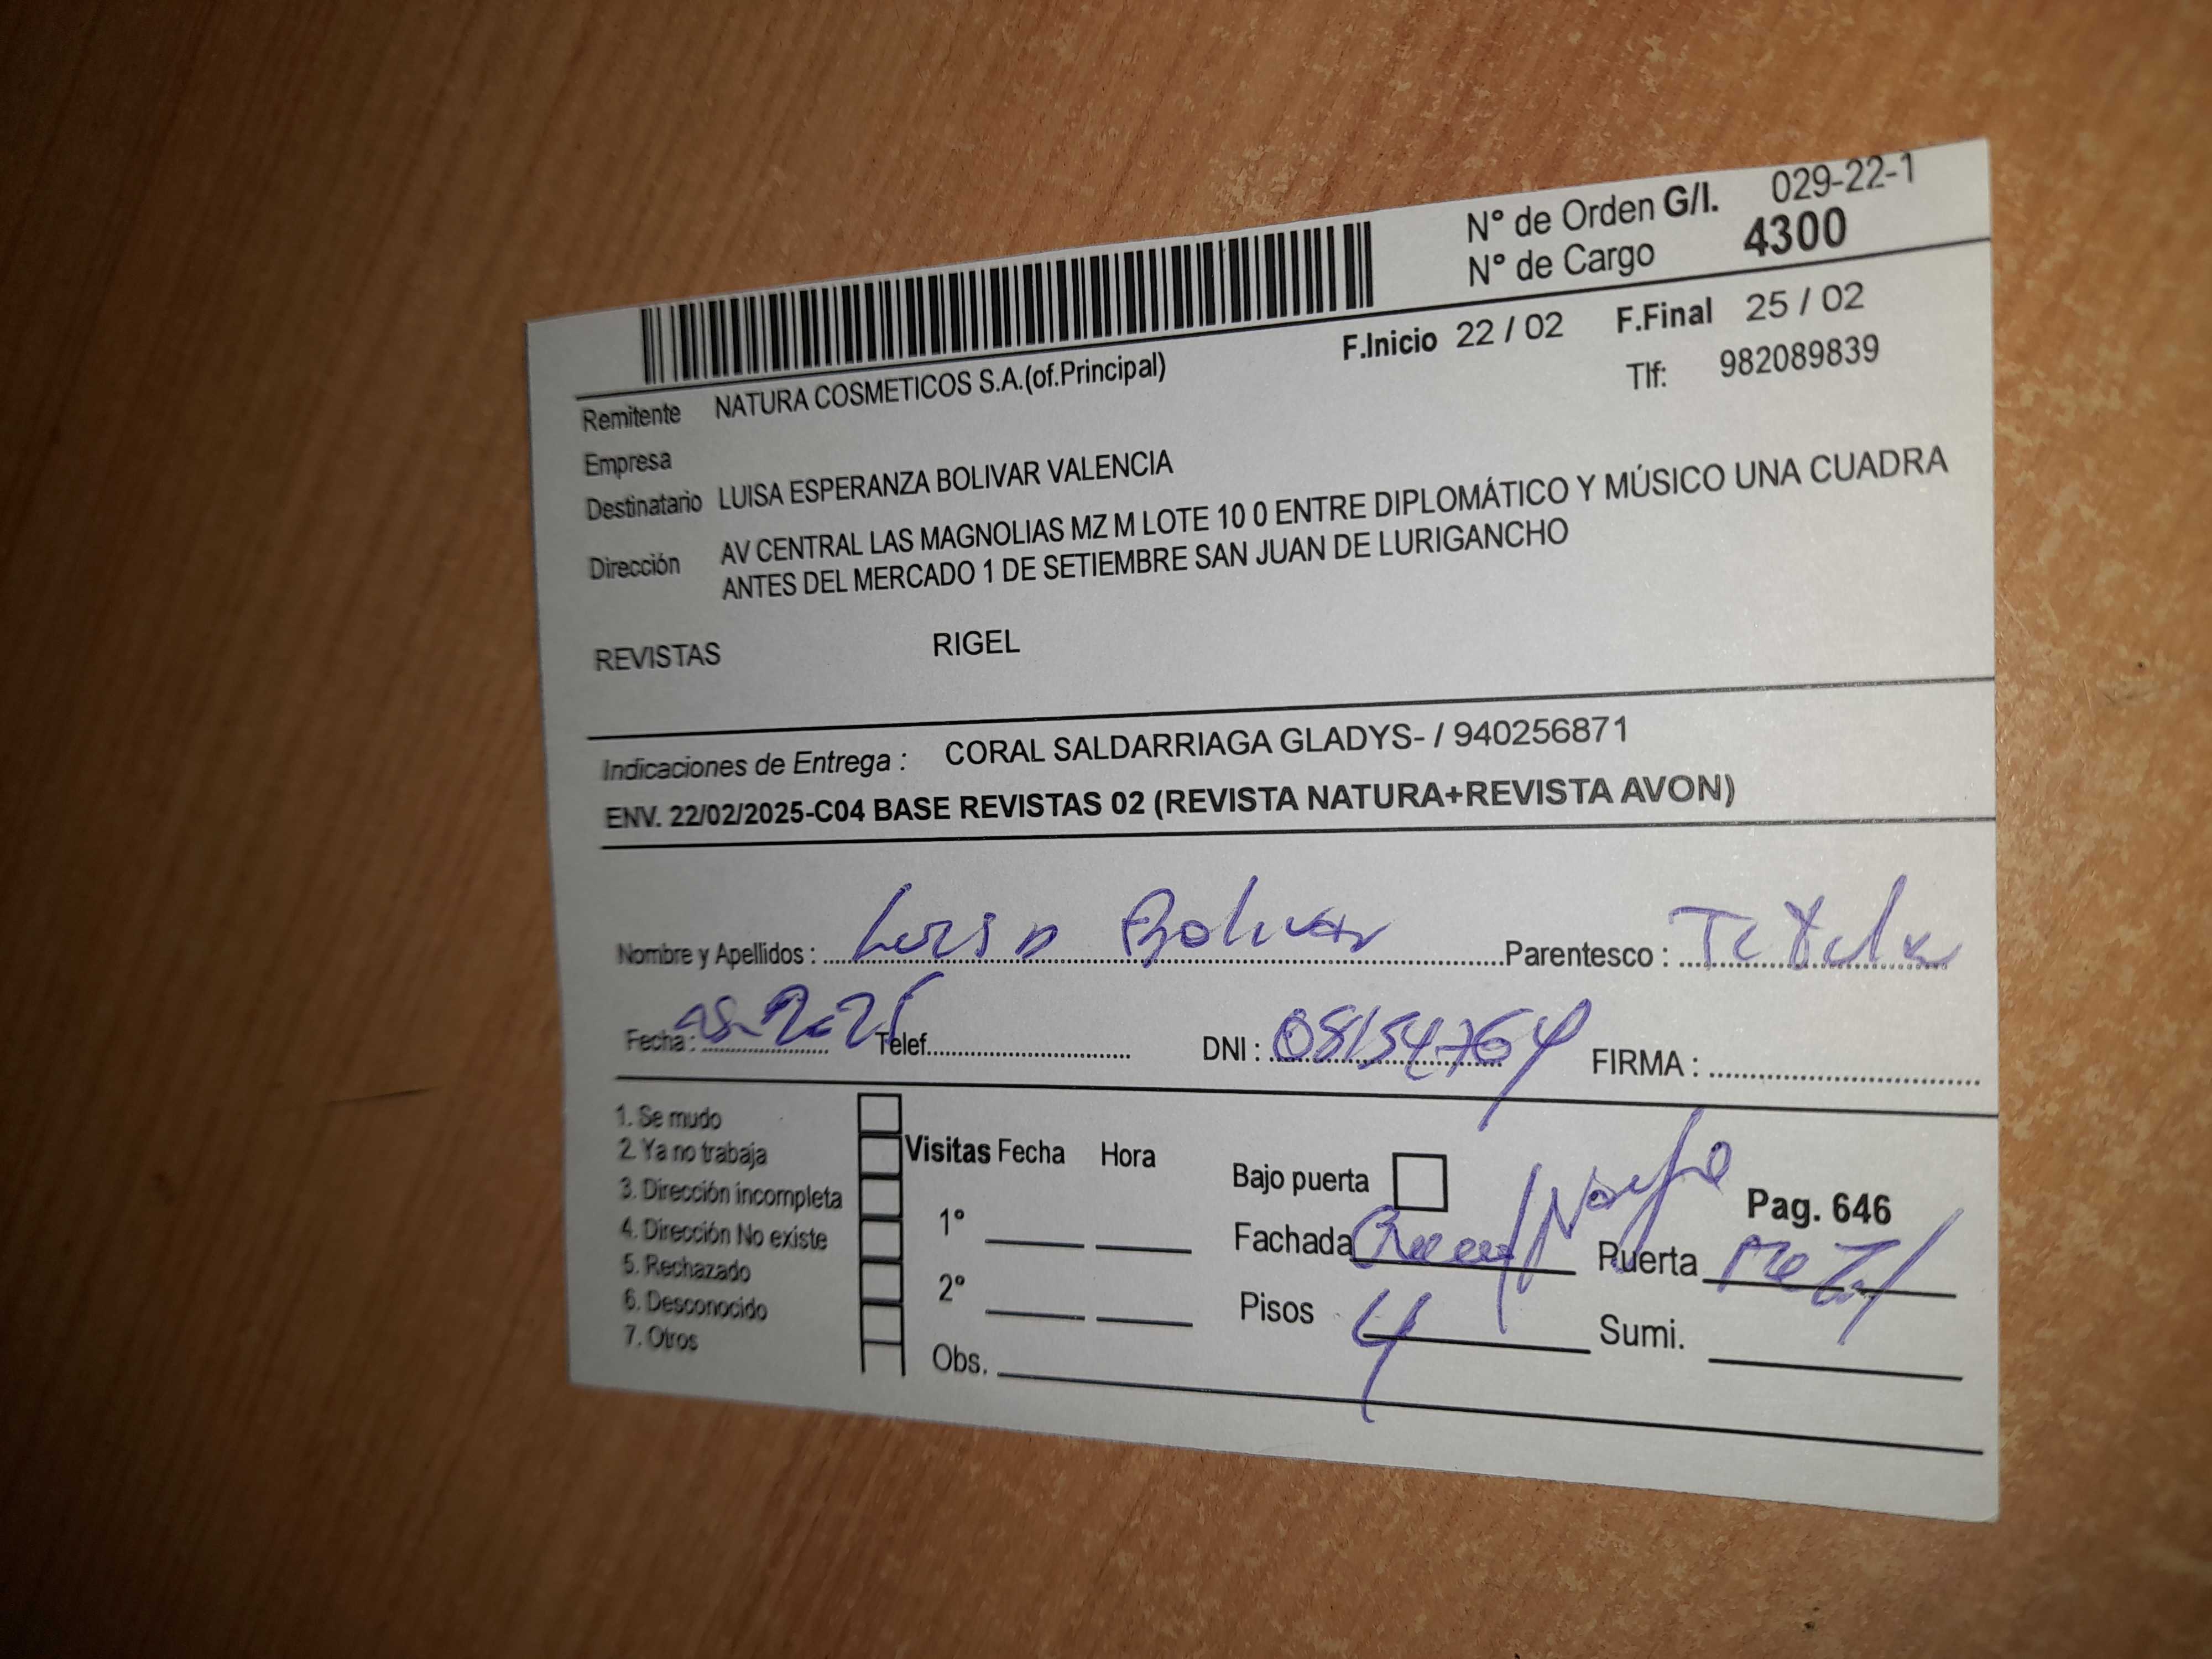 N° de Orden G/I. 029-22-1
N° de Cargo 4300
F.Inicio 22 / 02 F.Final 25 / 02
Remitente NATURA COSMETICOS S.A.(of.Principal) Tlf: 982089839
Empresa
Destinatario LUISA ESPERANZA BOLIVAR VALENCIA
Dirección AV CENTRAL LAS MAGNOLIAS MZ M LOTE 10 0 ENTRE DIPLOMÁTICO Y MÚSICO UNA CUADRA
ANTES DEL MERCADO 1 DE SETIEMBRE SAN JUAN DE LURIGANCHO
REVISTAS RIGEL
Indicaciones de Entrega : CORAL SALDARRIAGA GLADYS- / 940256871
ENV. 22/02/2025-C04 BASE REVISTAS 02 (REVISTA NATURA+REVISTA AVON)
Nombre y Apellidos : Luisa Bolivar Parentesco :
Fecha : Telef. DNI : 08154764 FIRMA :
1. Se mudo
2. Ya no trabaja
3. Dirección incompleta
4. Dirección No existe
5. Rechazado
6. Desconocido
7. Otros
Visitas Fecha Hora
1°
2°
Obs.
Bajo puerta
Pag. 646
Fachada Puerta Metal
Pisos 4 Sumi.